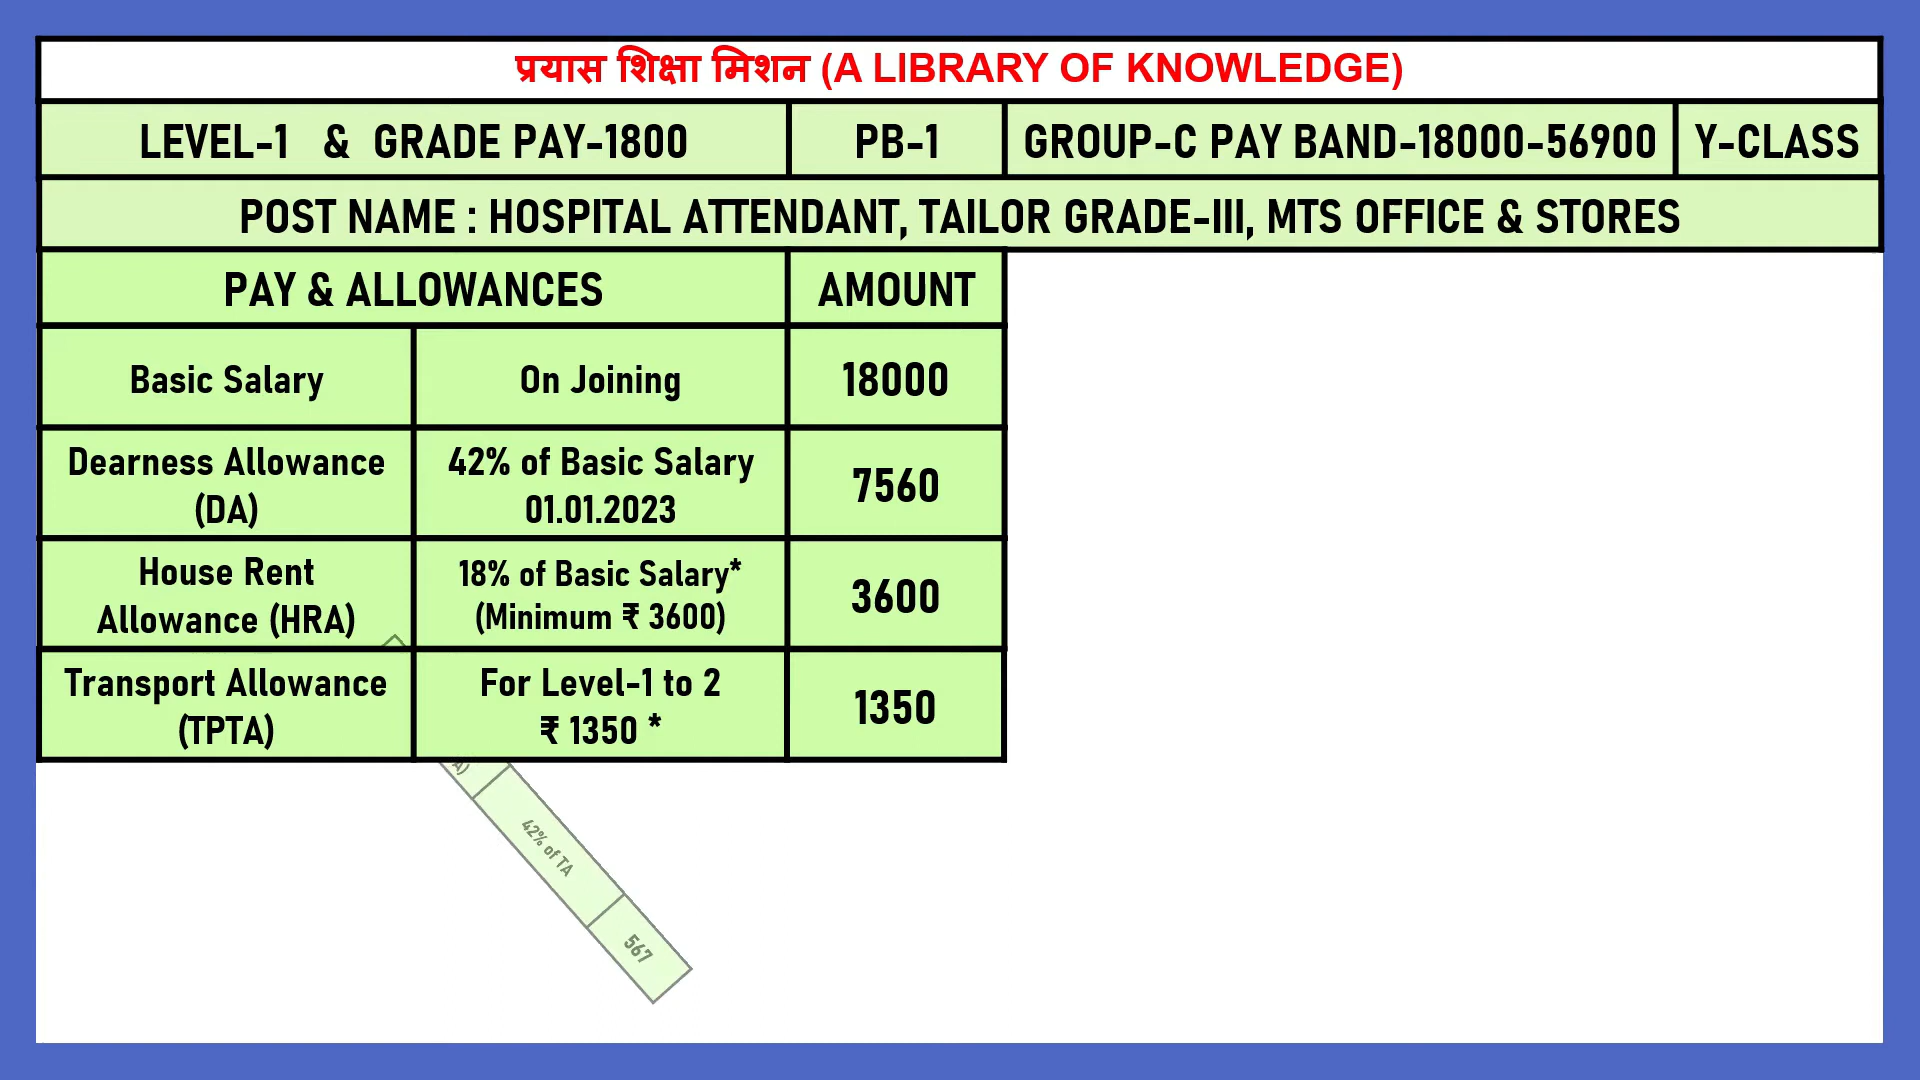 प्रयास शिक्षा मिशन (A LIBRARY OF KNOWLEDGE)
LEVEL-1 & GRADE PAY-1800
PB-1
GROUP-C PAY BAND-18000-56900
Y-CLASS
POST NAME : HOSPITAL ATTENDANT, TAILOR GRADE-III, MTS OFFICE & STORES
PAY & ALLOWANCES
AMOUNT
Basic Salary
On Joining
18000
Dearness Allowance
(DA)
42% of Basic Salary
01.01.2023
7560
House Rent
Allowance (HRA)
18% of Basic Salary*
(Minimum ₹ 3600)
3600
Transport Allowance
(TPTA)
For Level-1 to 2
₹ 1350 *
1350
A)
42% of TA
567